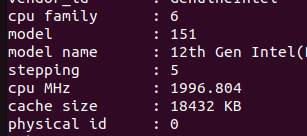 vendor_id : GenuineIntel
cpu family : 6
model : 151
model name : 12th Gen Intel(
stepping : 5
cpu MHz : 1996.804
cache size : 18432 KB
physical id : 0